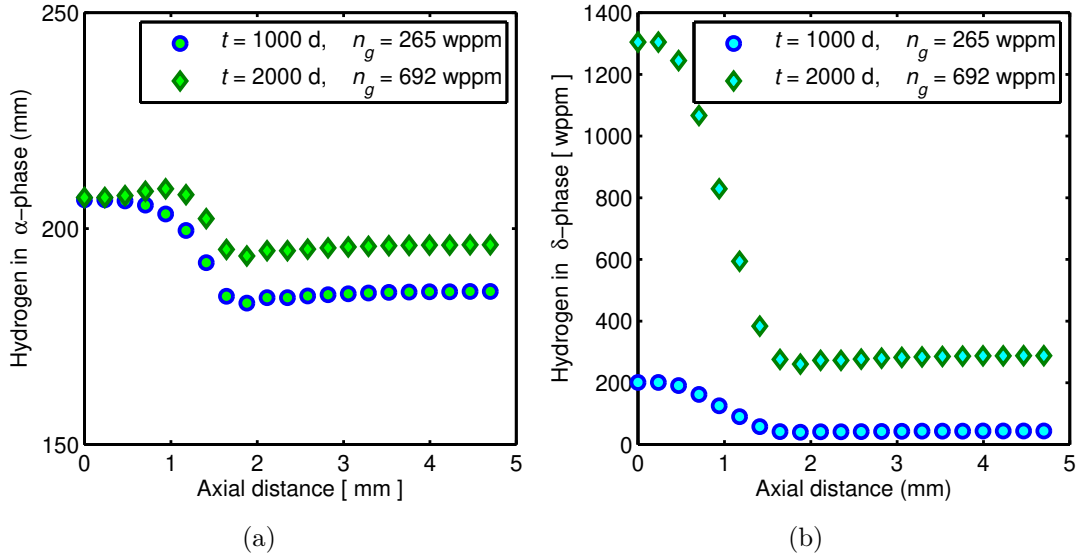 250
200
150
Hydrogen in α−phase (mm)
t = 1000 d, n_g = 265 wppm
t = 2000 d, n_g = 692 wppm
0 1 2 3 4 5
Axial distance [ mm ]
(a)
1400
1200
1000
800
600
400
200
0
Hydrogen in δ−phase [ wppm ]
t = 1000 d, n_g = 265 wppm
t = 2000 d, n_g = 692 wppm
0 1 2 3 4 5
Axial distance (mm)
(b)